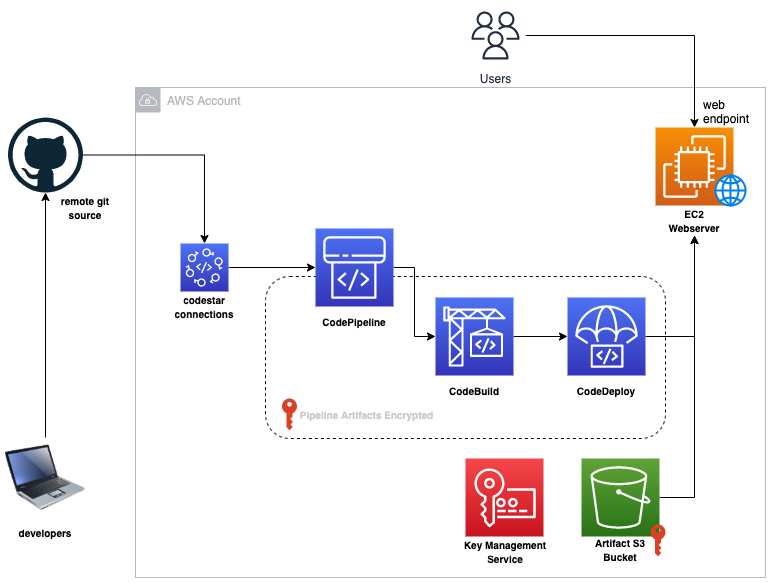 Users
AWS Account
web
endpoint
remote git
source
EC2
Webserver
codestar
connections
CodePipeline
CodeBuild
CodeDeploy
Pipeline Artifacts Encrypted
developers
Key Management
Service
Artifact S3
Bucket